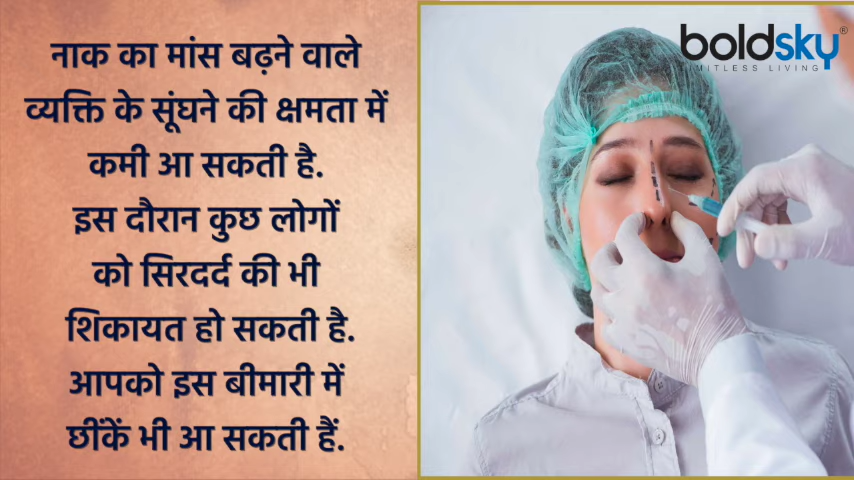 नाक का मांस बढ़ने वाले
व्यक्ति के सूंघने की क्षमता में
कमी आ सकती है.
इस दौरान कुछ लोगों
को सिरदर्द की भी
शिकायत हो सकती है.
आपको इस बीमारी में
छींकें भी आ सकती हैं.
boldsky®
LIMITLESS LIVING